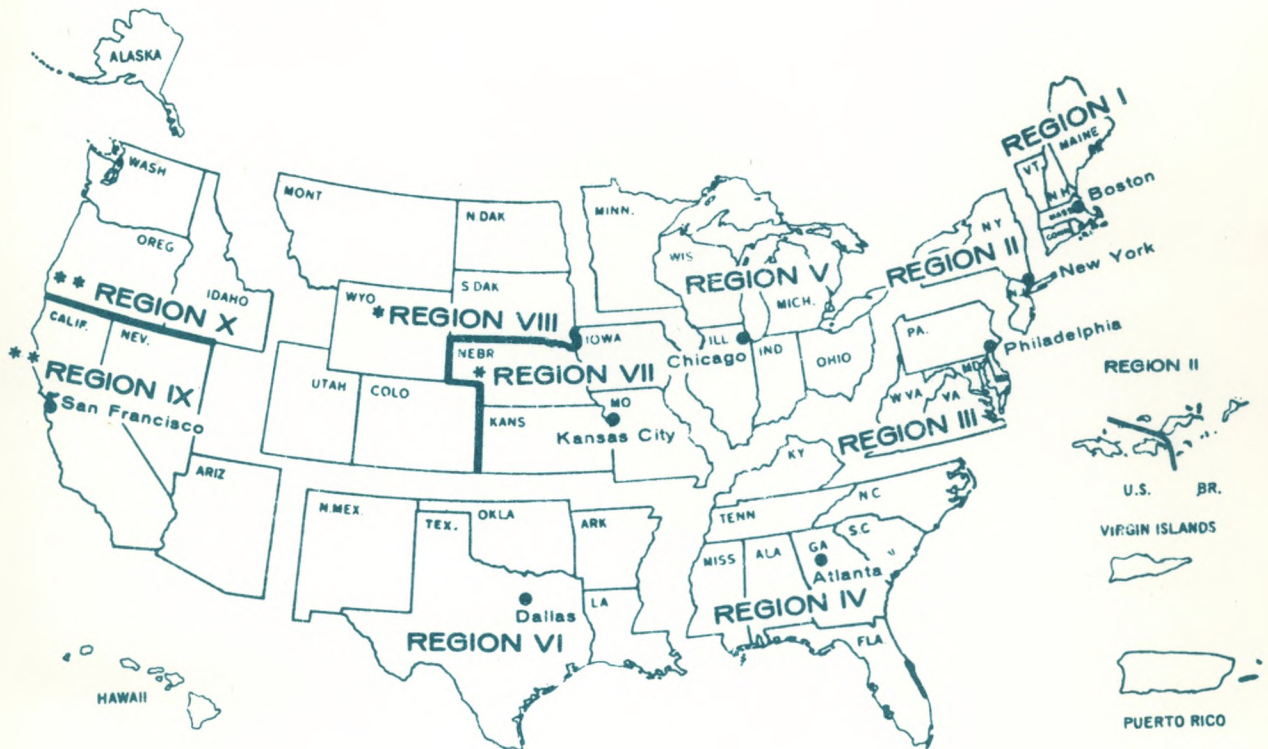 ALASKA
REGION I
MAINE
VT.
N.H.
MASS
CONN
Boston
WASH
OREG
** REGION X
IDAHO
MONT
N.DAK
S.DAK
WYO
*REGION VIII
MINN.
WIS
REGION V
MICH.
N.Y
REGION II
New York
N.J.
CALIF.
NEV.
**
REGION IX
San Francisco
UTAH
COLO
NEBR
* REGION VII
IOWA
KANS
MO
Kansas City
ILL
Chicago
IND
OHIO
PA.
Philadelphia
MD
W.VA
VA
REGION III
REGION II
U.S. BR.
VIRGIN ISLANDS
ARIZ
N.MEX.
TEX.
OKLA
ARK
LA
Dallas
REGION VI
KY
TENN
N.C
S.C
MISS
ALA
GA
Atlanta
REGION IV
FLA
HAWAII
PUERTO RICO